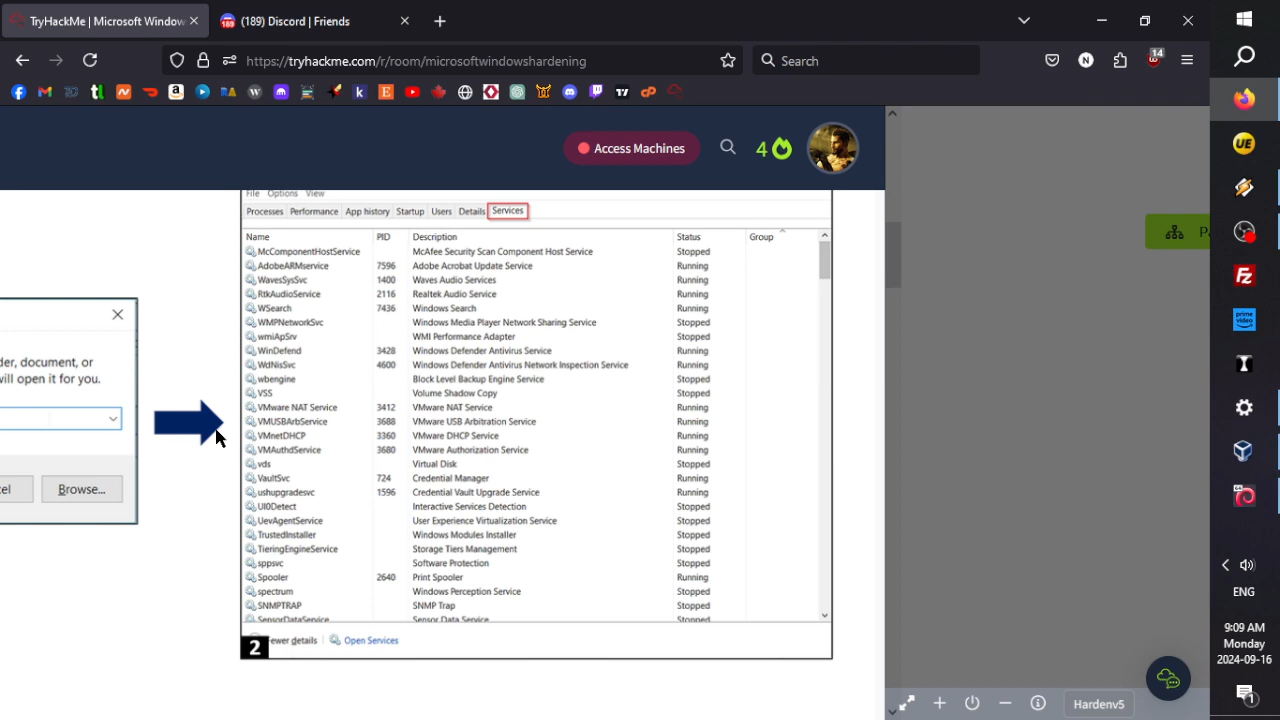 TryHackMe | Microsoft Window
(189) Discord | Friends
https://tryhackme.com/r/room/microsoftwindowshardening
Search
14
Access Machines
4
File Options View
Processes Performance App history Startup Users Details Services
Name PID Description Status Group
McComponentHostService McAfee Security Scan Component Host Service Stopped
AdobeARMservice 7596 Adobe Acrobat Update Service Running
WavesSysSvc 1400 Waves Audio Services Running
RtkAudioService 2116 Realtek Audio Service Running
WSearch 7436 Windows Search Running
WMPNetworkSvc Windows Media Player Network Sharing Service Stopped
wmiApSrv WMI Performance Adapter Stopped
WinDefend 3428 Windows Defender Antivirus Service Running
WdNisSvc 4600 Windows Defender Antivirus Network Inspection Service Running
wbengine Block Level Backup Engine Service Stopped
VSS Volume Shadow Copy Stopped
VMware NAT Service 3412 VMware NAT Service Running
VMUSBArbService 3688 VMware USB Arbitration Service Running
VMnetDHCP 3360 VMware DHCP Service Running
VMAuthdService 3680 VMware Authorization Service Running
vds Virtual Disk Stopped
VaultSvc 724 Credential Manager Running
ushupgradesvc 1596 Credential Vault Upgrade Service Running
UI0Detect Interactive Services Detection Stopped
UevAgentService User Experience Virtualization Service Stopped
TrustedInstaller Windows Modules Installer Stopped
TieringEngineService Storage Tiers Management Stopped
sppsvc Software Protection Stopped
Spooler 2640 Print Spooler Running
spectrum Windows Perception Service Stopped
SNMPTRAP SNMP Trap Stopped
SensorDataService Sensor Data Service Stopped
ewer details Open Services
2
der, document, or
vill open it for you.
cel Browse...
Hardenv5
ENG
9:09 AM
Monday
2024-09-16
1